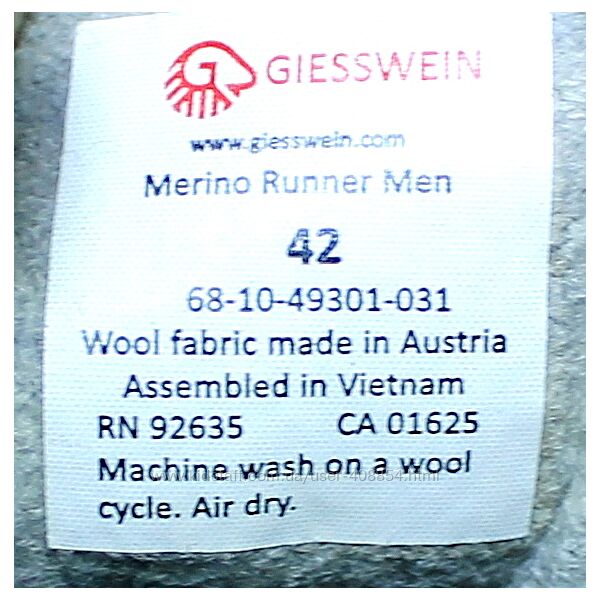 GIESSWEIN
www.giesswein.com
Merino Runner Men
42
68-10-49301-031
Wool fabric made in Austria
Assembled in Vietnam
RN 92635 CA 01625
Machine wash on a wool
cycle. Air dry.